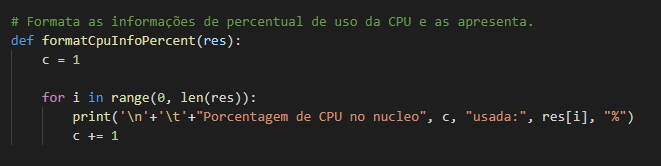 # Formata as informações de percentual de uso da CPU e as apresenta.
def formatCpuInfoPercent(res):
    c = 1
    for i in range(0, len(res)):
        print('\n'+'\t'+"Porcentagem de CPU no nucleo", c, "usada:", res[i], "%")
        c += 1